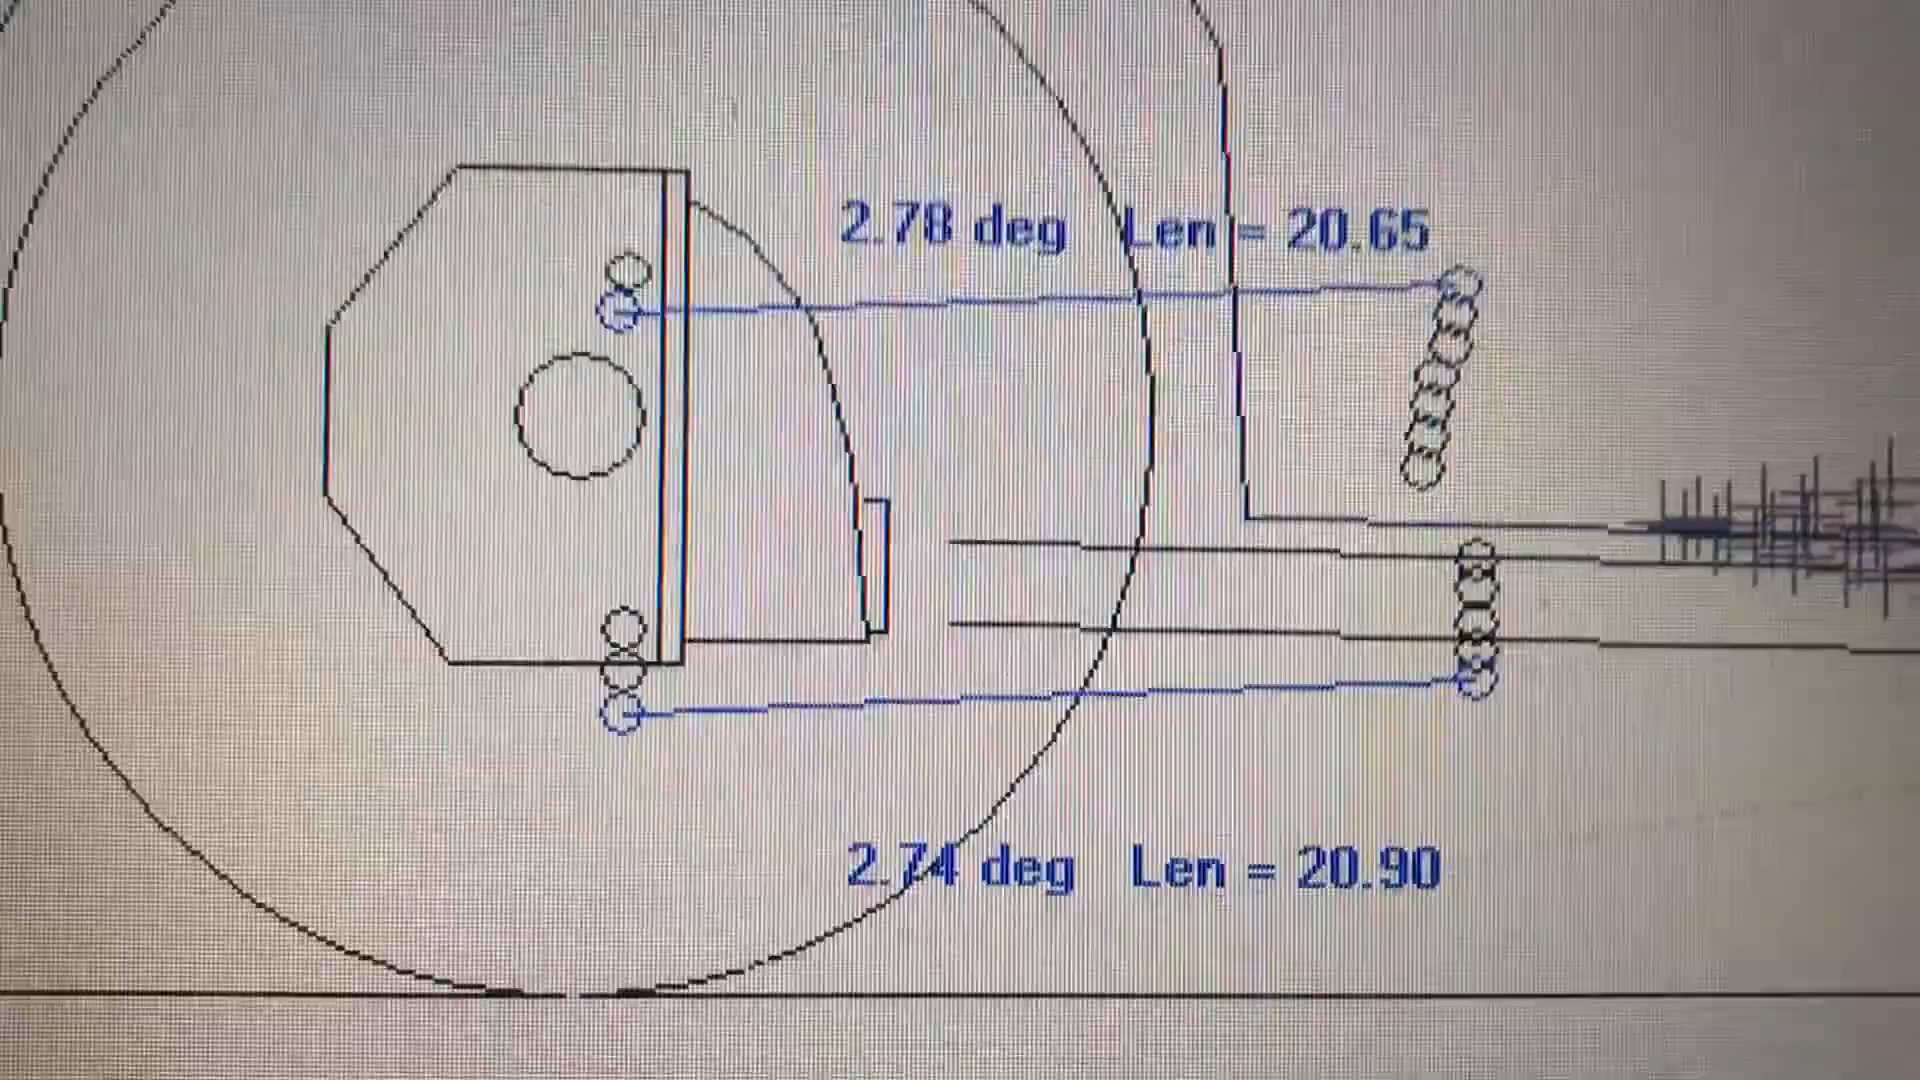 2.78 deg Len = 20.65
2.74 deg Len = 20.90